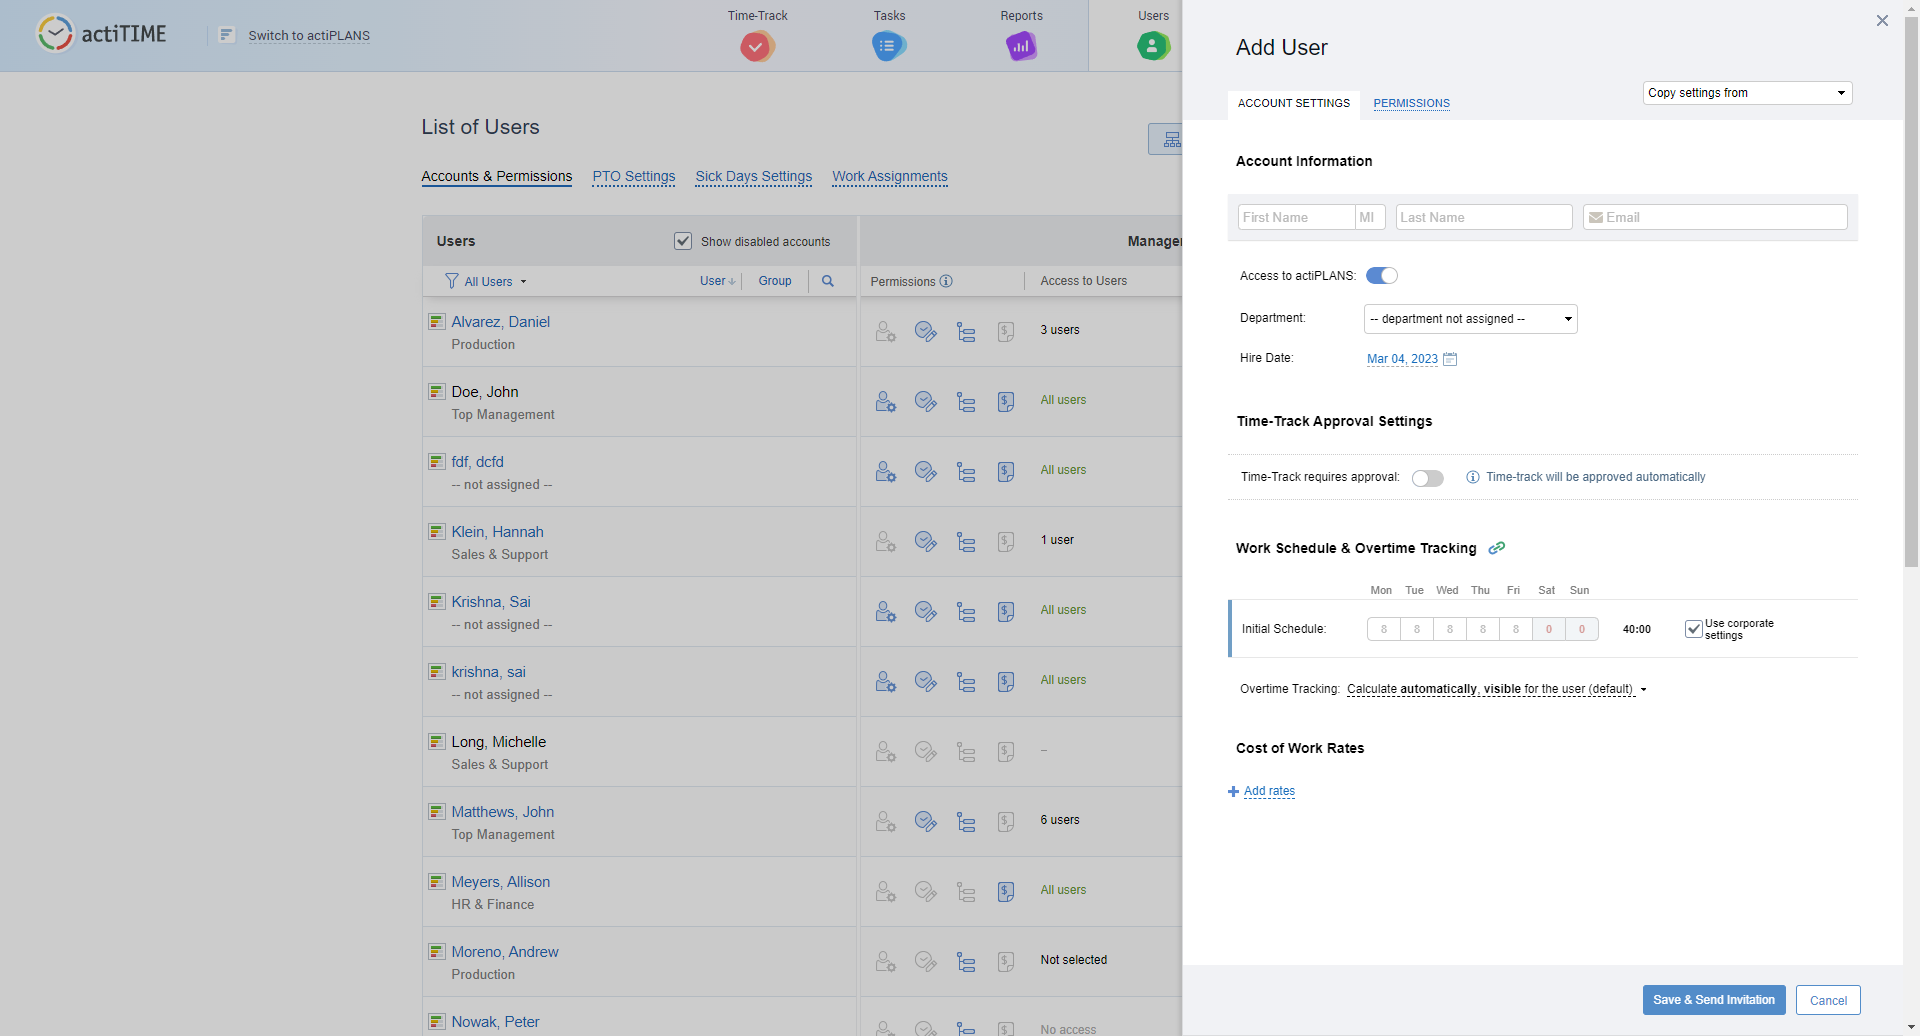 actiTIME
Switch to actiPLANS
Time-Track
Tasks
Reports
Users
List of Users
Accounts & Permissions
PTO Settings
Sick Days Settings
Work Assignments
Users
Show disabled accounts
All Users
User
Group
Permissions
Access to Users
Alvarez, Daniel
Production
3 users
Doe, John
Top Management
All users
fdf, dcfd
-- not assigned --
All users
Klein, Hannah
Sales & Support
1 user
Krishna, Sai
-- not assigned --
All users
krishna, sai
-- not assigned --
All users
Long, Michelle
Sales & Support
–
Matthews, John
Top Management
6 users
Meyers, Allison
HR & Finance
All users
Moreno, Andrew
Production
Not selected
Nowak, Peter
No access
Add User
ACCOUNT SETTINGS
PERMISSIONS
Copy settings from
Account Information
First Name
MI
Last Name
Email
Access to actiPLANS:
Department:
-- department not assigned --
Hire Date:
Mar 04, 2023
Time-Track Approval Settings
Time-Track requires approval:
Time-track will be approved automatically
Work Schedule & Overtime Tracking
Mon Tue Wed Thu Fri Sat Sun
Initial Schedule:
8 8 8 8 8 0 0
40:00
Use corporate
settings
Overtime Tracking: Calculate automatically, visible for the user (default)
Cost of Work Rates
Add rates
Save & Send Invitation
Cancel